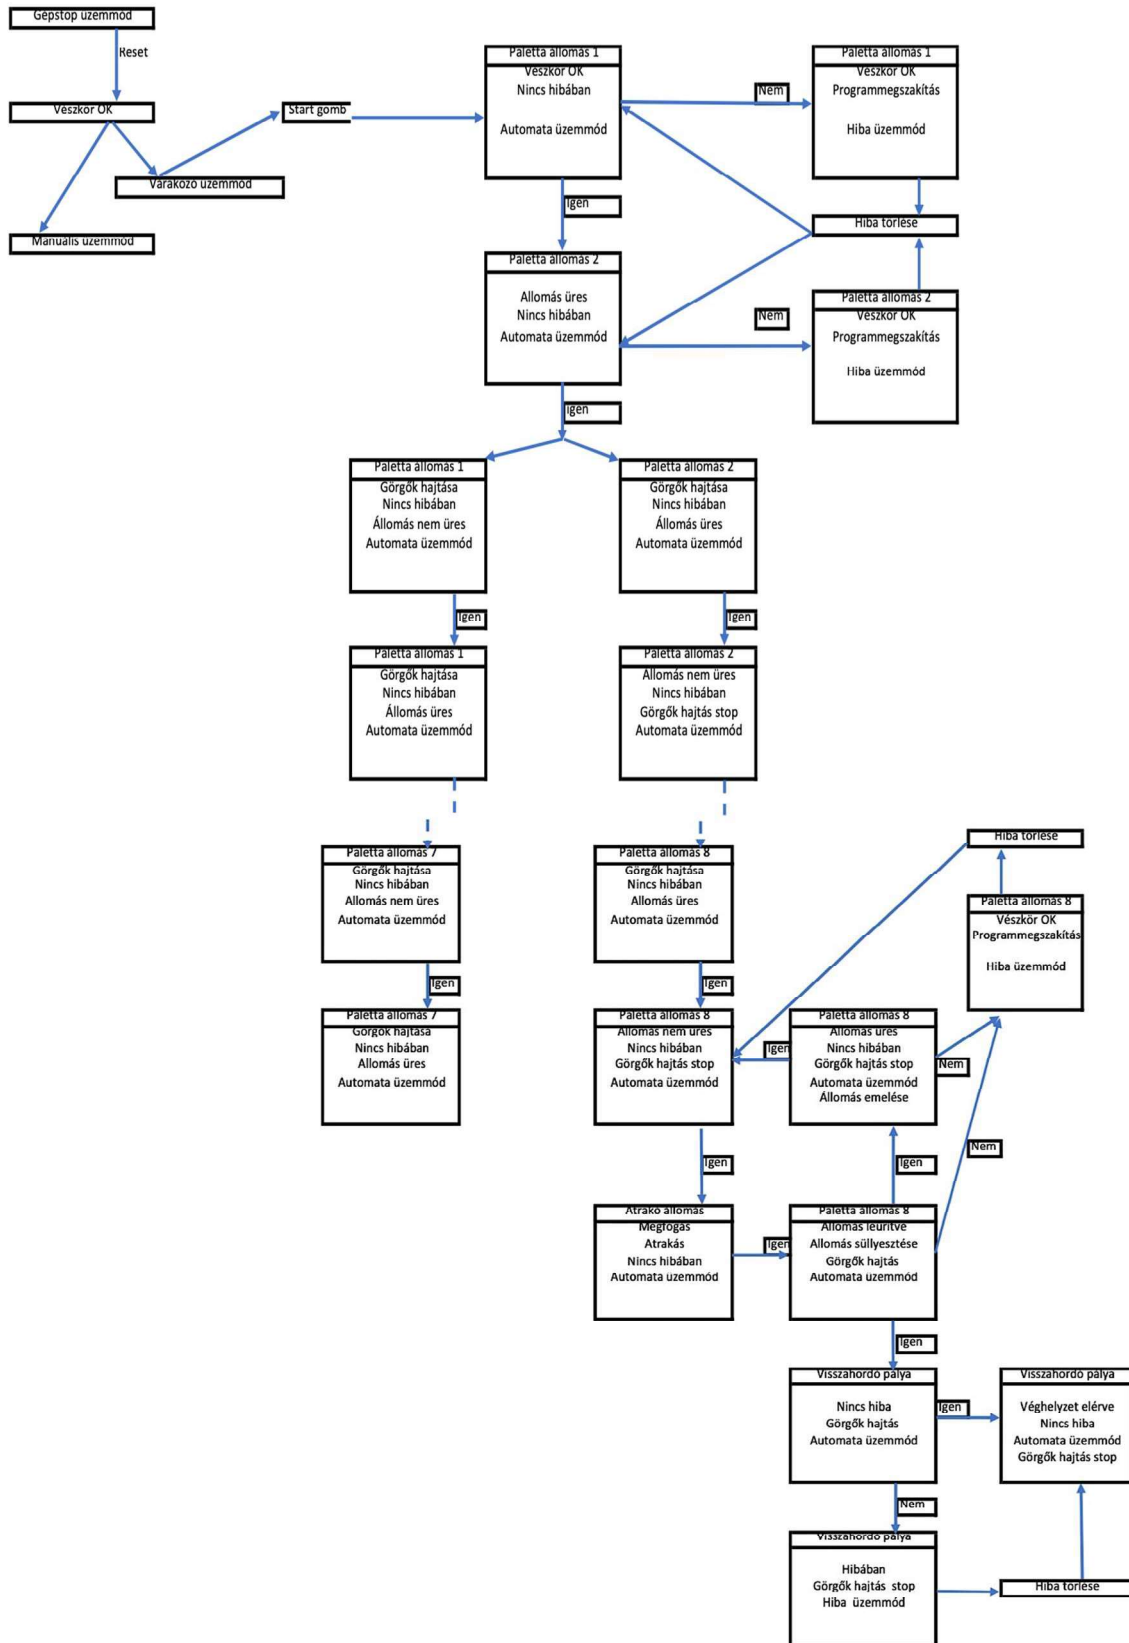 Gépstop üzemmód
Reset
Vészkör OK
Várakozó üzemmód
Manuális üzemmód
Start gomb
Paletta állomás 1
Vészkör OK
Nincs hibában
Automata üzemmód
Nem
Paletta állomás 1
Vészkör OK
Programmegszakítás
Hiba üzemmód
Igen
Hiba törlése
Paletta állomás 2
Állomás üres
Nincs hibában
Automata üzemmód
Nem
Paletta állomás 2
Vészkör OK
Programmegszakítás
Hiba üzemmód
Igen
Paletta állomás 1
Görgők hajtása
Nincs hibában
Állomás nem üres
Automata üzemmód
Paletta állomás 2
Görgők hajtása
Nincs hibában
Állomás üres
Automata üzemmód
Igen
Igen
Paletta állomás 1
Görgők hajtása
Nincs hibában
Állomás üres
Automata üzemmód
Paletta állomás 2
Állomás nem üres
Nincs hibában
Görgők hajtás stop
Automata üzemmód
Paletta állomás 7
Görgők hajtása
Nincs hibában
Állomás nem üres
Automata üzemmód
Paletta állomás 8
Görgők hajtása
Nincs hibában
Állomás üres
Automata üzemmód
Hiba törlése
Paletta állomás 8
Vészkör OK
Programmegszakítás
Hiba üzemmód
Igen
Igen
Paletta állomás 7
Görgők hajtása
Nincs hibában
Állomás üres
Automata üzemmód
Paletta állomás 8
Állomás nem üres
Nincs hibában
Görgők hajtás stop
Automata üzemmód
Igen
Paletta állomás 8
Állomás üres
Nincs hibában
Görgők hajtás stop
Automata üzemmód
Állomás emelése
Nem
Nem
Igen
Igen
Átrakó állomás
Megfogás
Átrakás
Nincs hibában
Automata üzemmód
Igen
Paletta állomás 8
Állomás leürítve
Állomás süllyesztése
Görgők hajtás
Automata üzemmód
Igen
Visszahordó pálya
Nincs hiba
Görgők hajtás
Automata üzemmód
Igen
Visszahordó pálya
Véghelyzet elérve
Nincs hiba
Automata üzemmód
Görgők hajtás stop
Nem
Visszahordó pálya
Hibában
Görgők hajtás stop
Hiba üzemmód
Hiba törlése